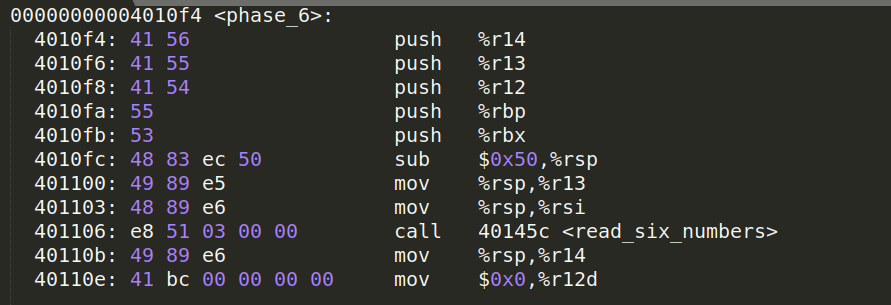 00000000004010f4 <phase_6>:
4010f4: 41 56 push %r14
4010f6: 41 55 push %r13
4010f8: 41 54 push %r12
4010fa: 55 push %rbp
4010fb: 53 push %rbx
4010fc: 48 83 ec 50 sub $0x50,%rsp
401100: 49 89 e5 mov %rsp,%r13
401103: 48 89 e6 mov %rsp,%rsi
401106: e8 51 03 00 00 call 40145c <read_six_numbers>
40110b: 49 89 e6 mov %rsp,%r14
40110e: 41 bc 00 00 00 00 mov $0x0,%r12d